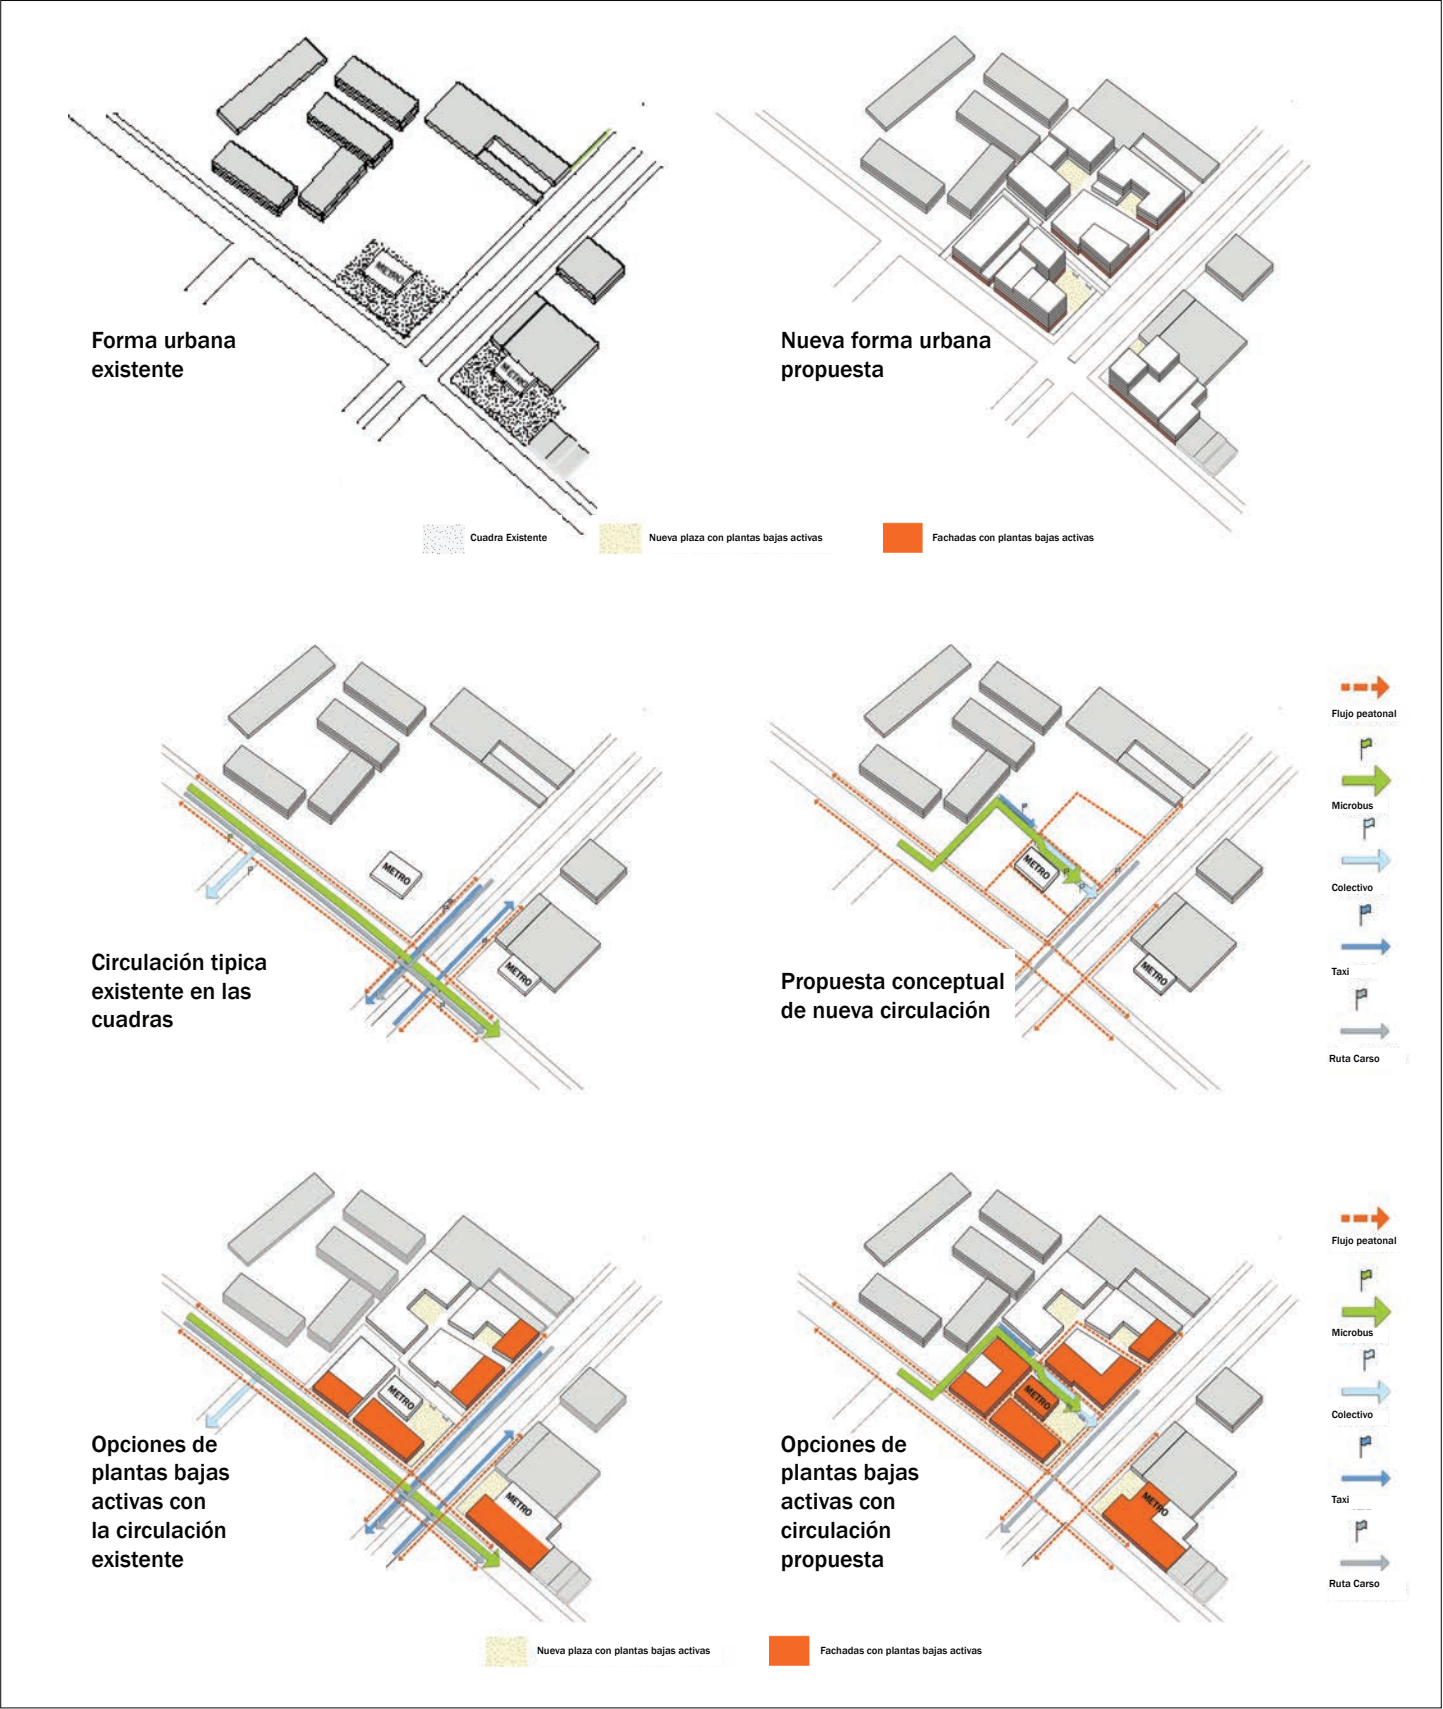 METRO
METRO
Forma urbana
existente
Nueva forma urbana
propuesta
Cuadra Existente
Nueva plaza con plantas bajas activas
Fachadas con plantas bajas activas
METRO
METRO
Circulación tipica
existente en las
cuadras
METRO
METRO
Propuesta conceptual
de nueva circulación
Flujo peatonal
Microbus
Colectivo
Taxi
Ruta Carso
METRO
METRO
Opciones de
plantas bajas
activas con
la circulación
existente
METRO
METRO
Opciones de
plantas bajas
activas con
circulación
propuesta
Flujo peatonal
Microbus
Colectivo
Taxi
Ruta Carso
Nueva plaza con plantas bajas activas
Fachadas con plantas bajas activas